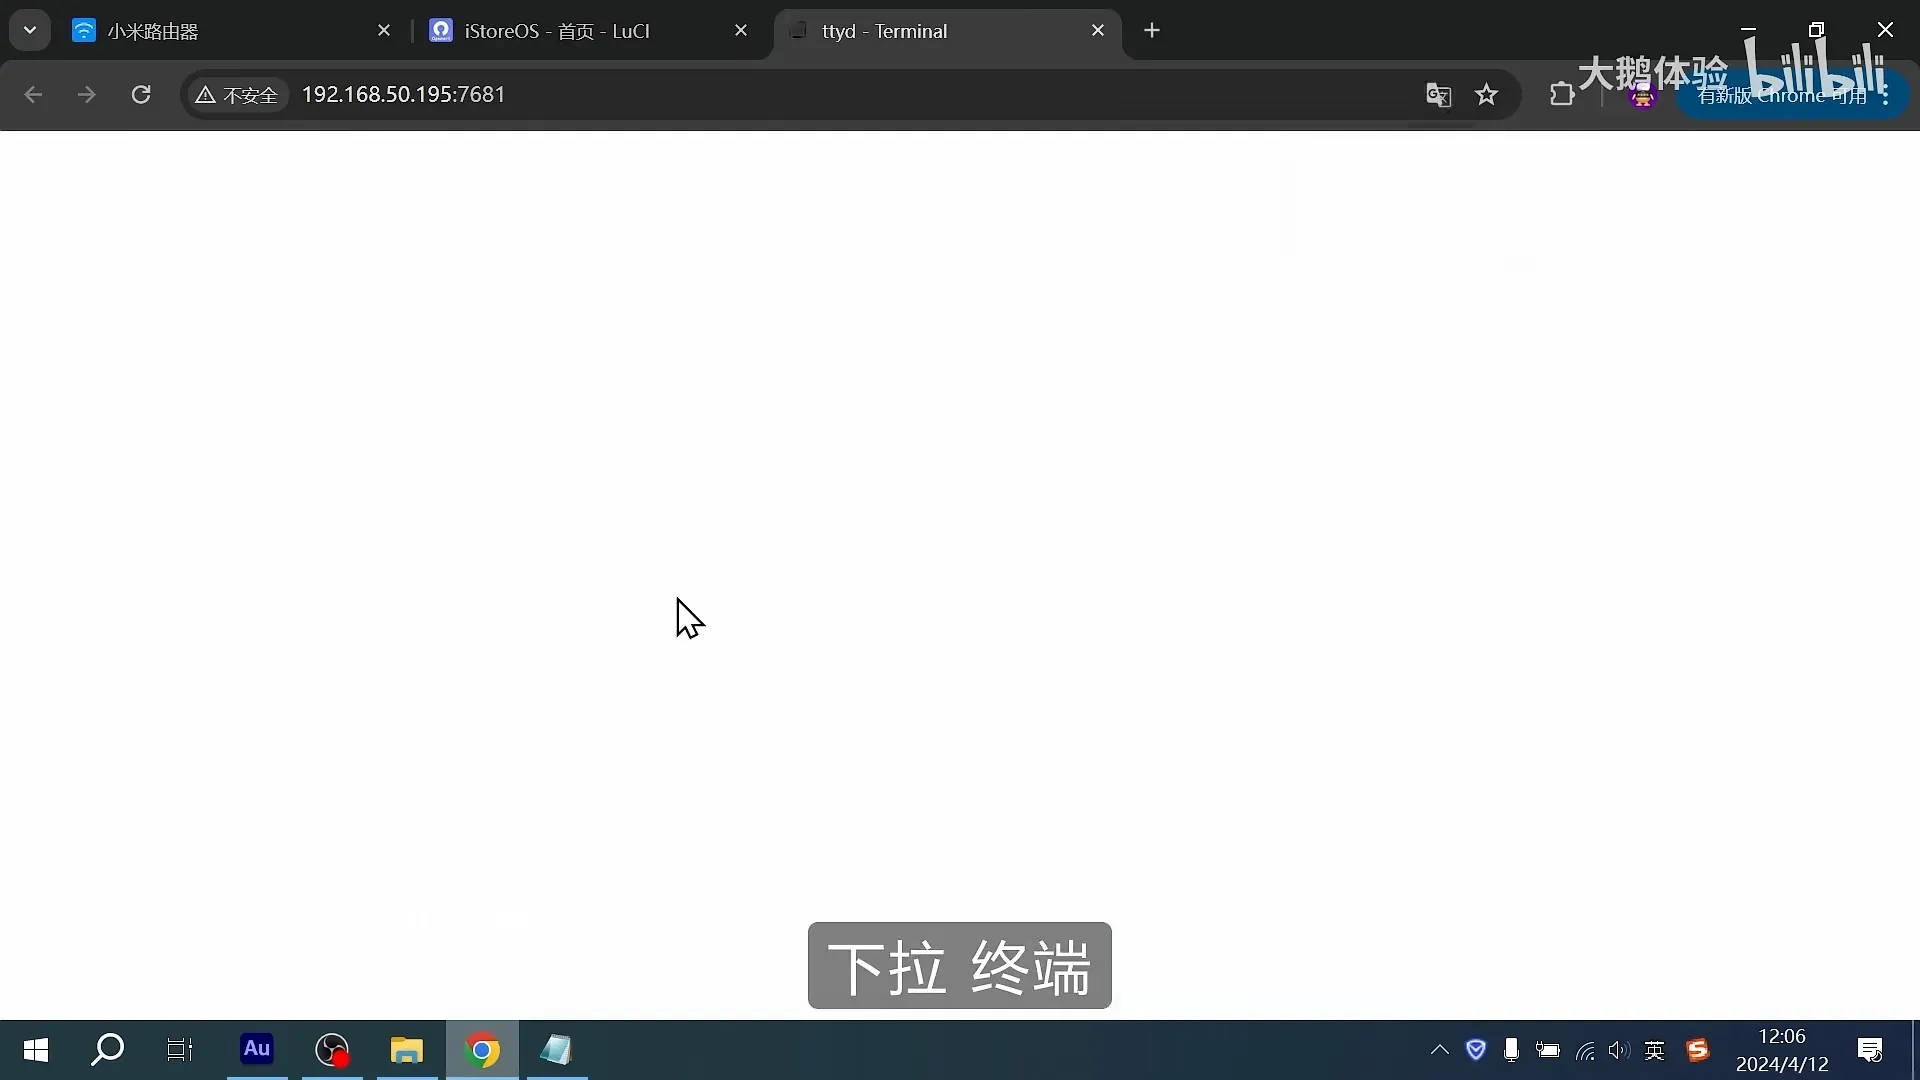 小米路由器
iStoreOS - 首页 - LuCI
ttyd - Terminal
不安全
192.168.50.195:7681
大鹅体验
bilibili
有新版 Chrome 可用
下拉 终端
Au
英
12:06
2024/4/12